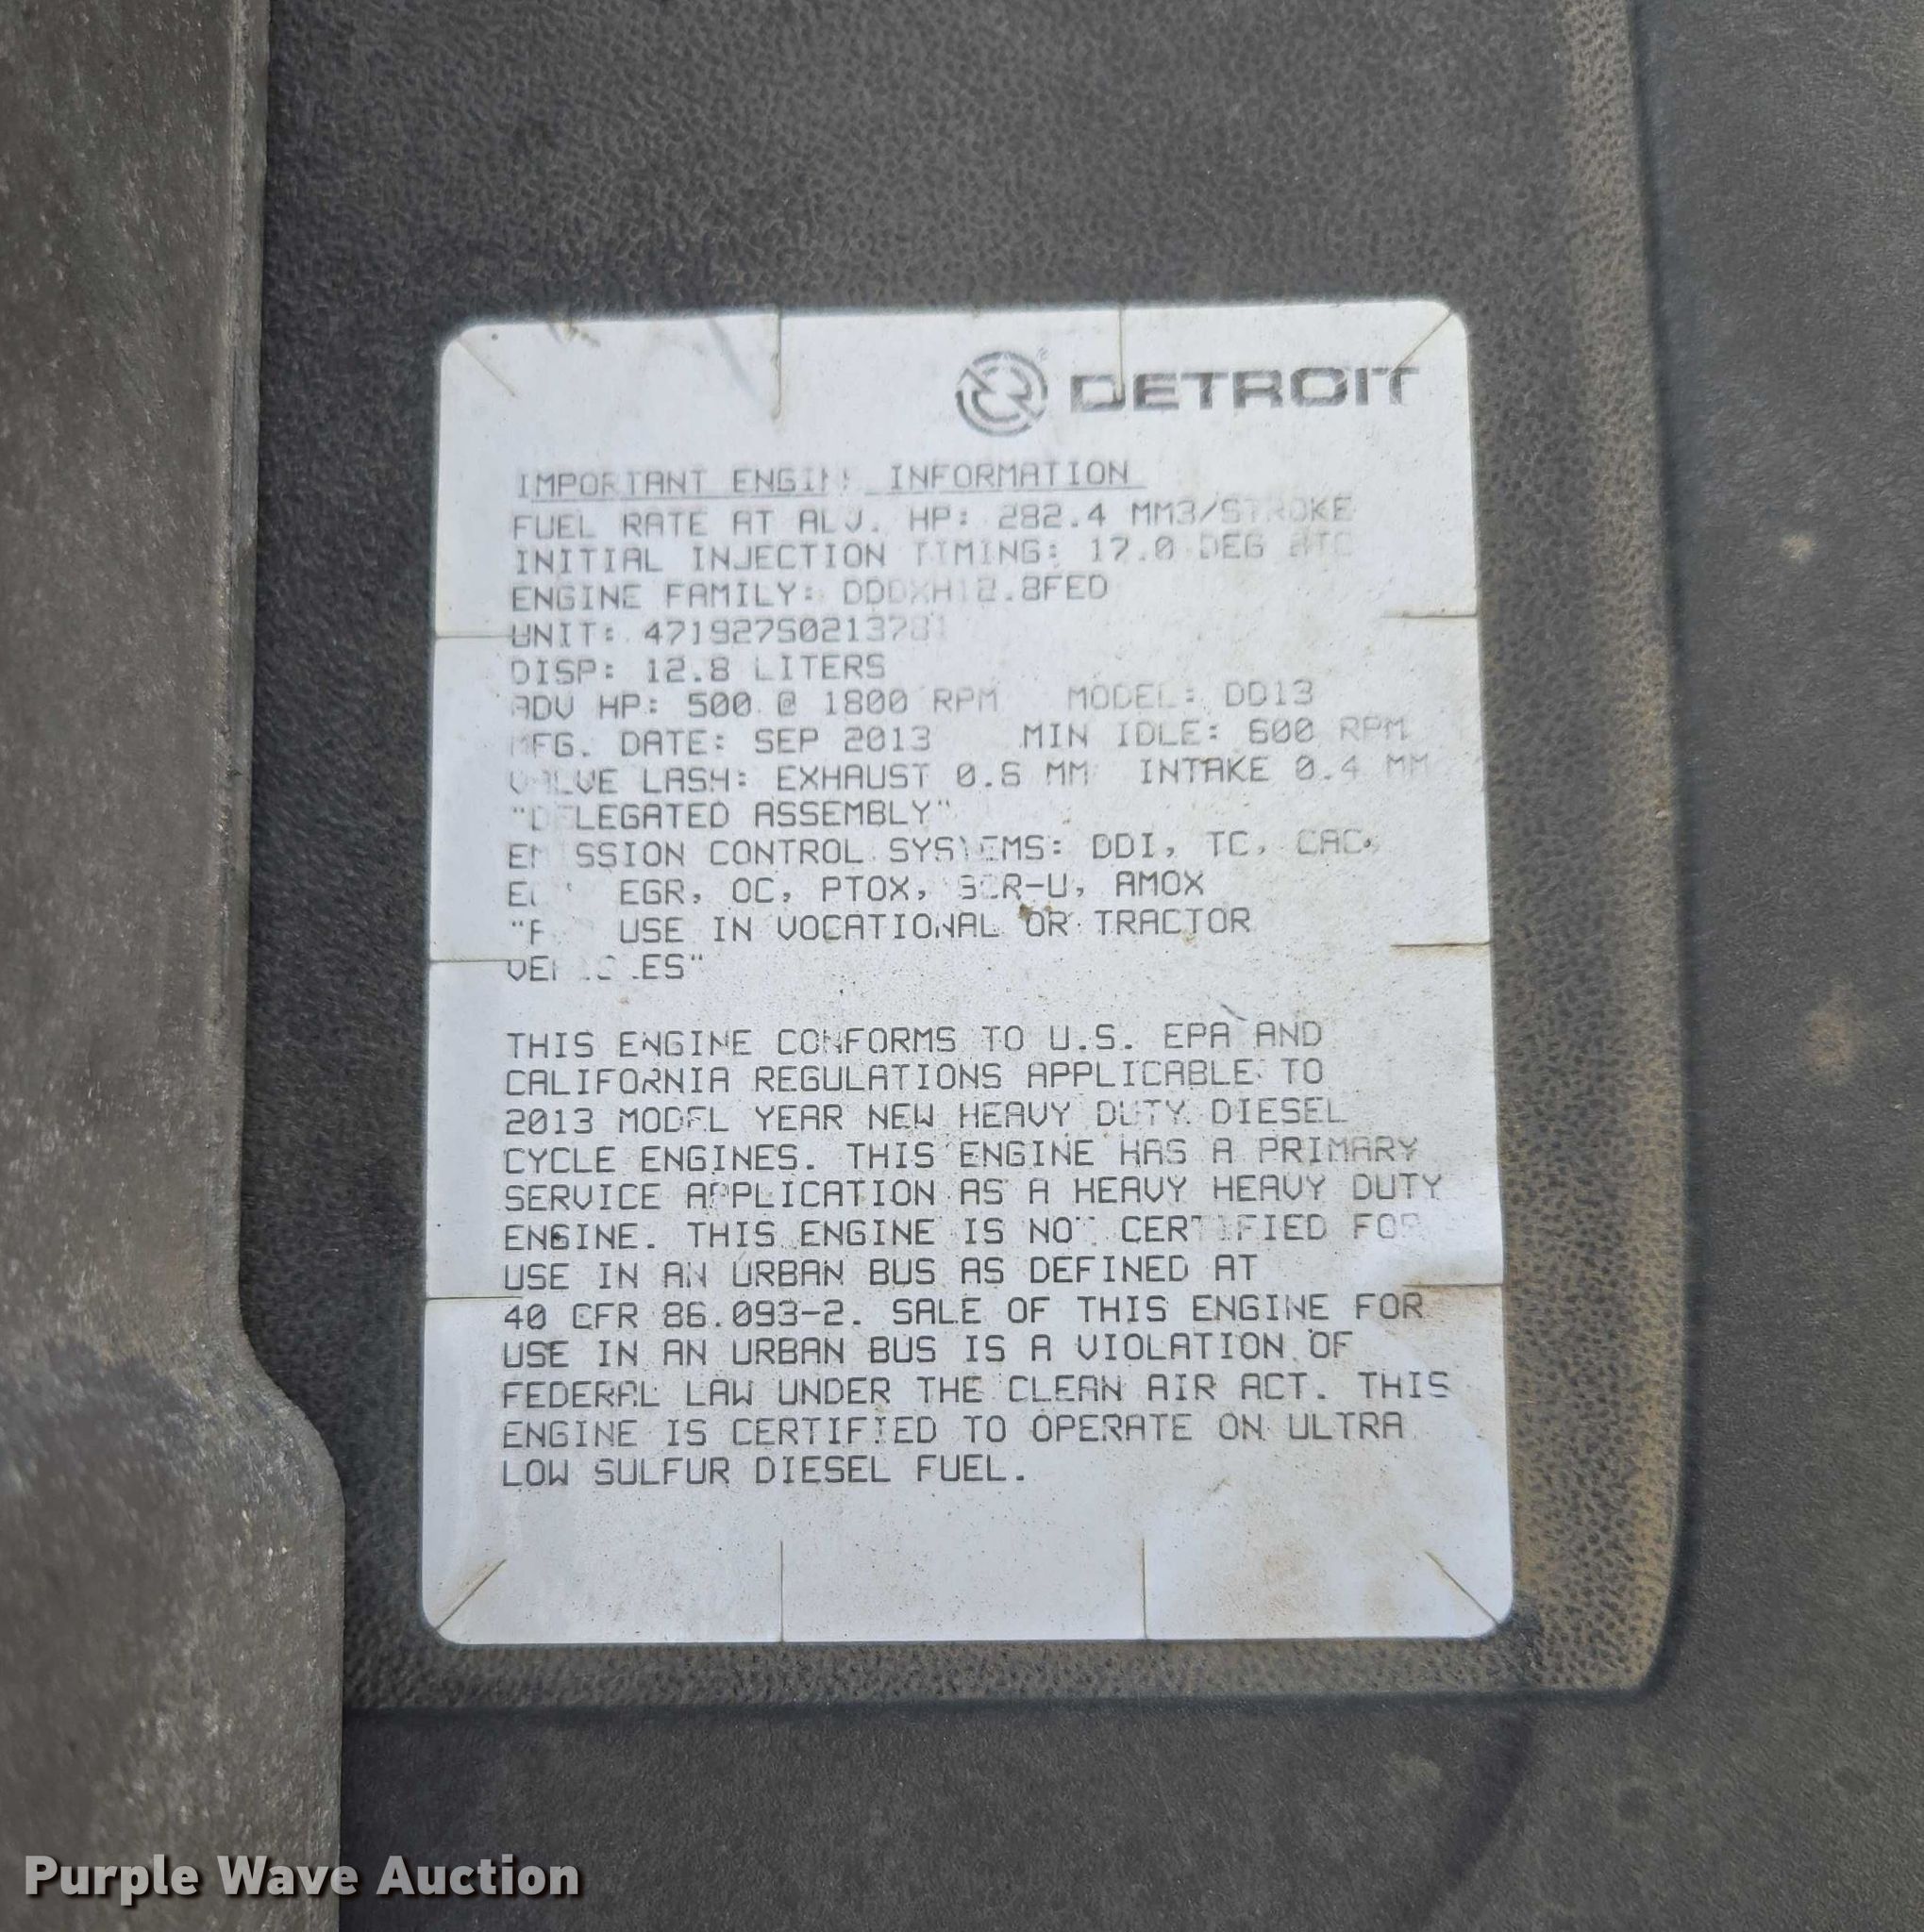 DETROIT
IMPORTANT ENGINE INFORMATION
FUEL RATE AT ADV. HP: 282.4 MM3/STROKE
INITIAL INJECTION TIMING: 17.0 DEG BTC
ENGINE FAMILY: DDDXH12.8FED
UNIT: 471927S0213781
DISP: 12.8 LITERS
ADV HP: 500 @ 1800 RPM MODEL: DD13
MFG. DATE: SEP 2013 MIN IDLE: 600 RPM
VALVE LASH: EXHAUST 0.6 MM INTAKE 0.4 MM
"DELEGATED ASSEMBLY"
EMISSION CONTROL SYSTEMS: DDI, TC, CAC,
EGR, OC, PTOX, SCR-U, AMOX
"FOR USE IN VOCATIONAL OR TRACTOR
VEHICLES"
THIS ENGINE CONFORMS TO U.S. EPA AND
CALIFORNIA REGULATIONS APPLICABLE TO
2013 MODEL YEAR NEW HEAVY DUTY DIESEL
CYCLE ENGINES. THIS ENGINE HAS A PRIMARY
SERVICE APPLICATION AS A HEAVY HEAVY DUTY
ENGINE. THIS ENGINE IS NOT CERTIFIED FOR
USE IN AN URBAN BUS AS DEFINED AT
40 CFR 86.093-2. SALE OF THIS ENGINE FOR
USE IN AN URBAN BUS IS A VIOLATION OF
FEDERAL LAW UNDER THE CLEAN AIR ACT. THIS
ENGINE IS CERTIFIED TO OPERATE ON ULTRA
LOW SULFUR DIESEL FUEL.
Purple Wave Auction